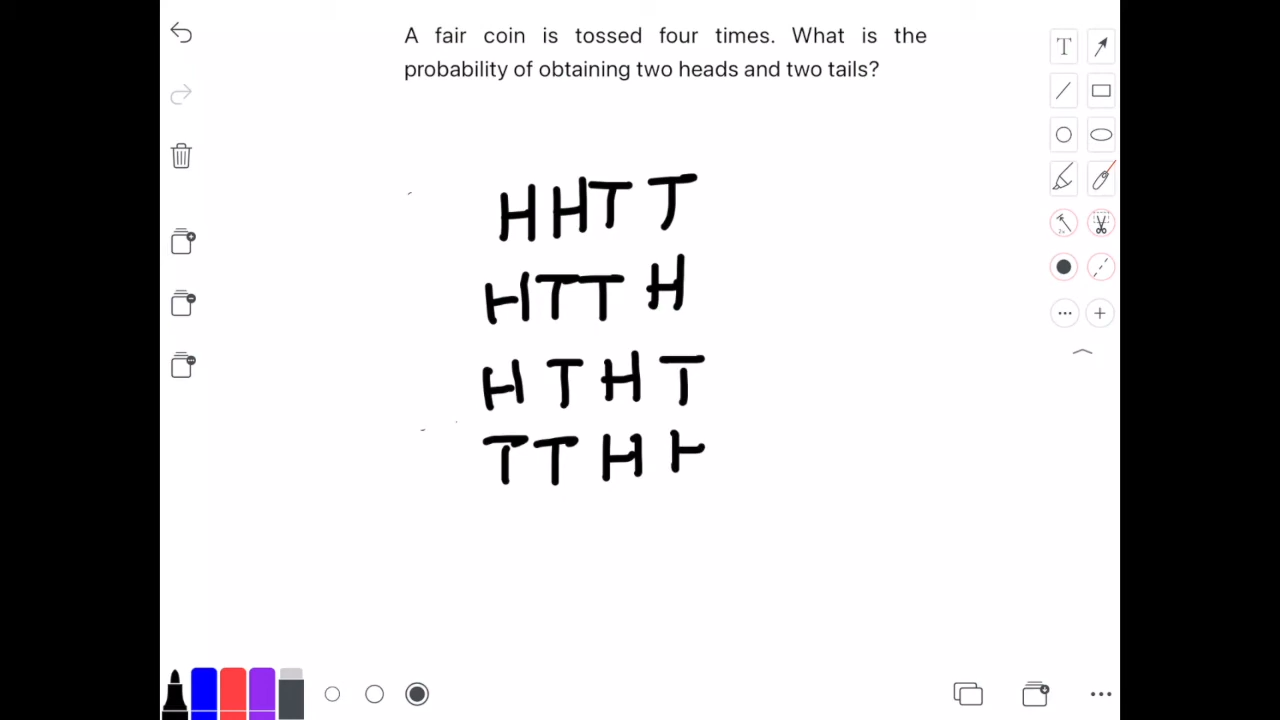 A fair coin is tossed four times. What is the
probability of obtaining two heads and two tails?
T
HHTT
HTTH
HTHT
TTHH